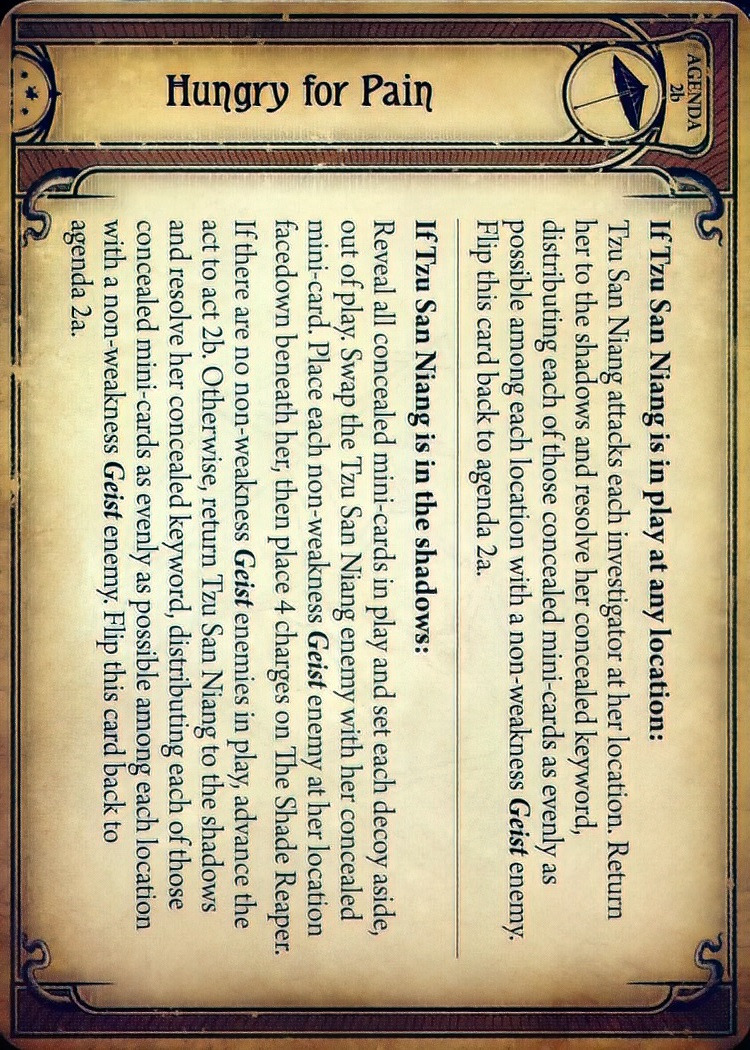 AGENDA
2b
Hungry for Pain
If Tzu San Niang is in play at any location:
Tzu San Niang attacks each investigator at her location. Return
her to the shadows and resolve her concealed keyword,
distributing each of those concealed mini-cards as evenly as
possible among each location with a non-weakness Geist enemy.
Flip this card back to agenda 2a.
If Tzu San Niang is in the shadows:
Reveal all concealed mini-cards in play and set each decoy aside,
out of play. Swap the Tzu San Niang enemy with her concealed
mini-card. Place each non-weakness Geist enemy at her location
facedown beneath her, then place 4 charges on The Shade Reaper.
If there are no non-weakness Geist enemies in play, advance the
act to act 2b. Otherwise, return Tzu San Niang to the shadows
and resolve her concealed keyword, distributing each of those
concealed mini-cards as evenly as possible among each location
with a non-weakness Geist enemy. Flip this card back to
agenda 2a.